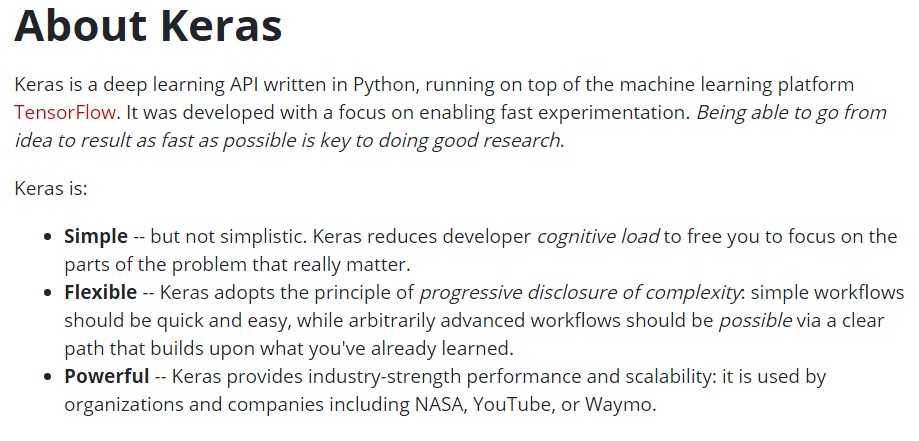 About Keras
Keras is a deep learning API written in Python, running on top of the machine learning platform
TensorFlow. It was developed with a focus on enabling fast experimentation. Being able to go from
idea to result as fast as possible is key to doing good research.
Keras is:
• Simple -- but not simplistic. Keras reduces developer cognitive load to free you to focus on the
parts of the problem that really matter.
• Flexible -- Keras adopts the principle of progressive disclosure of complexity: simple workflows
should be quick and easy, while arbitrarily advanced workflows should be possible via a clear
path that builds upon what you've already learned.
• Powerful -- Keras provides industry-strength performance and scalability: it is used by
organizations and companies including NASA, YouTube, or Waymo.